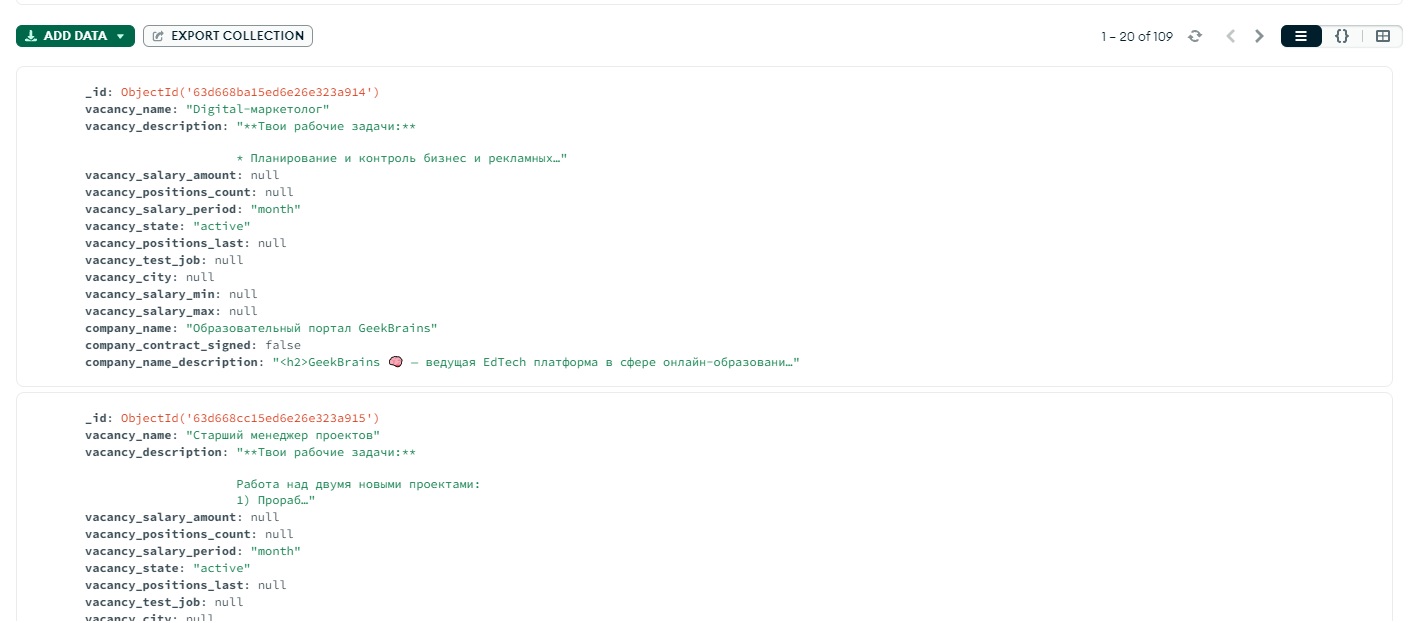 ADD DATA
EXPORT COLLECTION
1 – 20 of 109
{}
_id: ObjectId('63d668ba15ed6e26e323a914')
vacancy_name: "Digital-маркетолог"
vacancy_description: "**Твои рабочие задачи:**
* Планирование и контроль бизнес и рекламных…"
vacancy_salary_amount: null
vacancy_positions_count: null
vacancy_salary_period: "month"
vacancy_state: "active"
vacancy_positions_last: null
vacancy_test_job: null
vacancy_city: null
vacancy_salary_min: null
vacancy_salary_max: null
company_name: "Образовательный портал GeekBrains"
company_contract_signed: false
company_name_description: "<h2>GeekBrains 🧠 — ведущая EdTech платформа в сфере онлайн-образовани…"
_id: ObjectId('63d668cc15ed6e26e323a915')
vacancy_name: "Старший менеджер проектов"
vacancy_description: "**Твои рабочие задачи:**
Работа над двумя новыми проектами:
1) Прораб…"
vacancy_salary_amount: null
vacancy_positions_count: null
vacancy_salary_period: "month"
vacancy_state: "active"
vacancy_positions_last: null
vacancy_test_job: null
vacancy_city: null